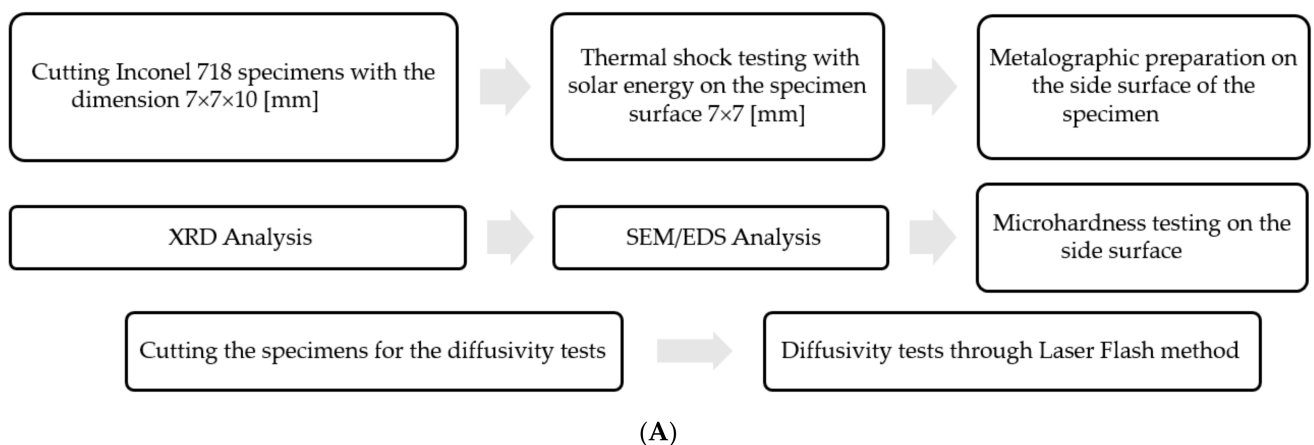 Cutting Inconel 718 specimens with the
dimension 7×7×10 [mm]
Thermal shock testing with
solar energy on the specimen
surface 7×7 [mm]
Metalographic preparation on
the side surface of the
specimen
XRD Analysis
SEM/EDS Analysis
Microhardness testing on the
side surface
Cutting the specimens for the diffusivity tests
Diffusivity tests through Laser Flash method
(A)